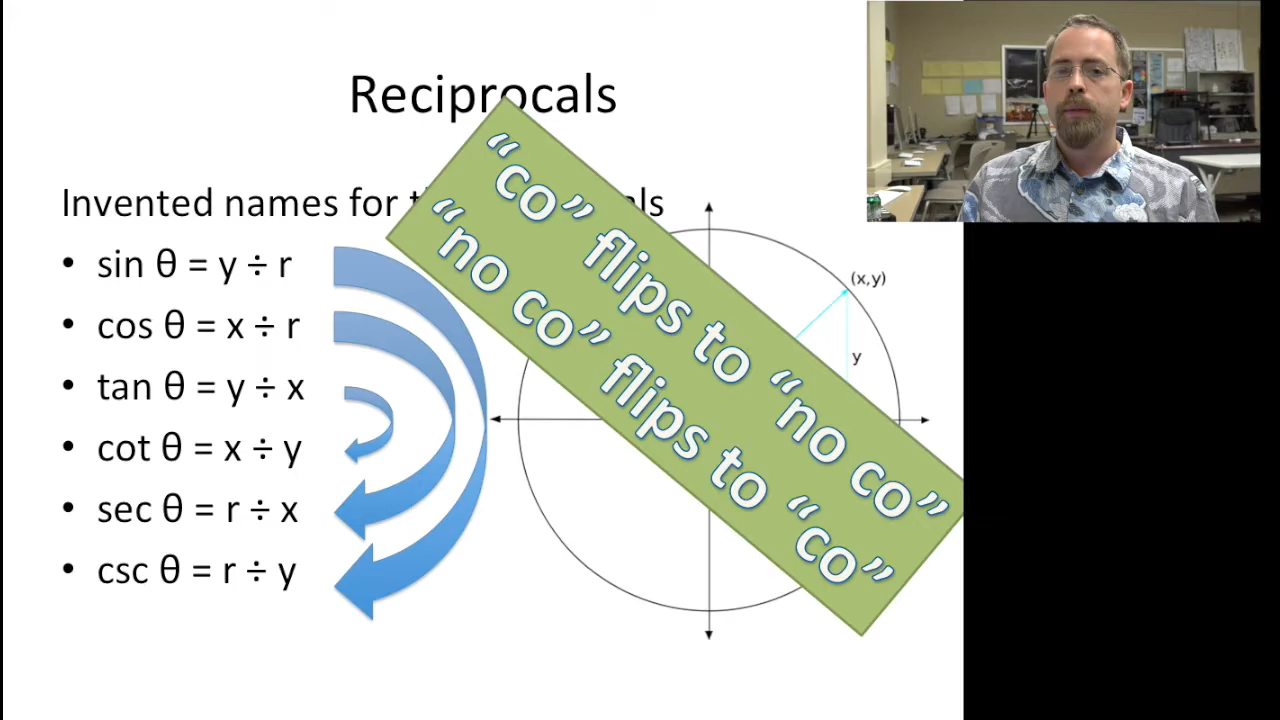 Reciprocals
Invented names for als
• sin θ = y ÷ r
• cos θ = x ÷ r
• tan θ = y ÷ x
• cot θ = x ÷ y
• sec θ = r ÷ x
• csc θ = r ÷ y
“co” flips to “no co”
“no co” flips to “co”
(x,y)
y